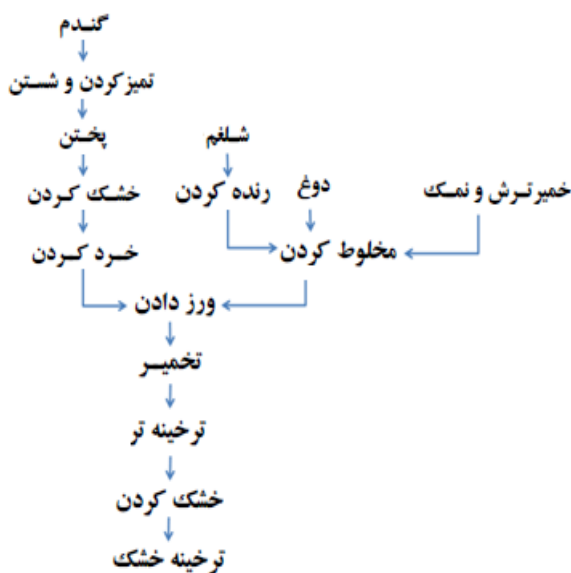 گندم
تمیزکردن و شستن
پختن
شلغم
خشک کردن
رنده کردن
دوغ
خمیرترش و نمک
خرد کردن
مخلوط کردن
ورز دادن
تخمیر
ترخینه تر
خشک کردن
ترخینه خشک